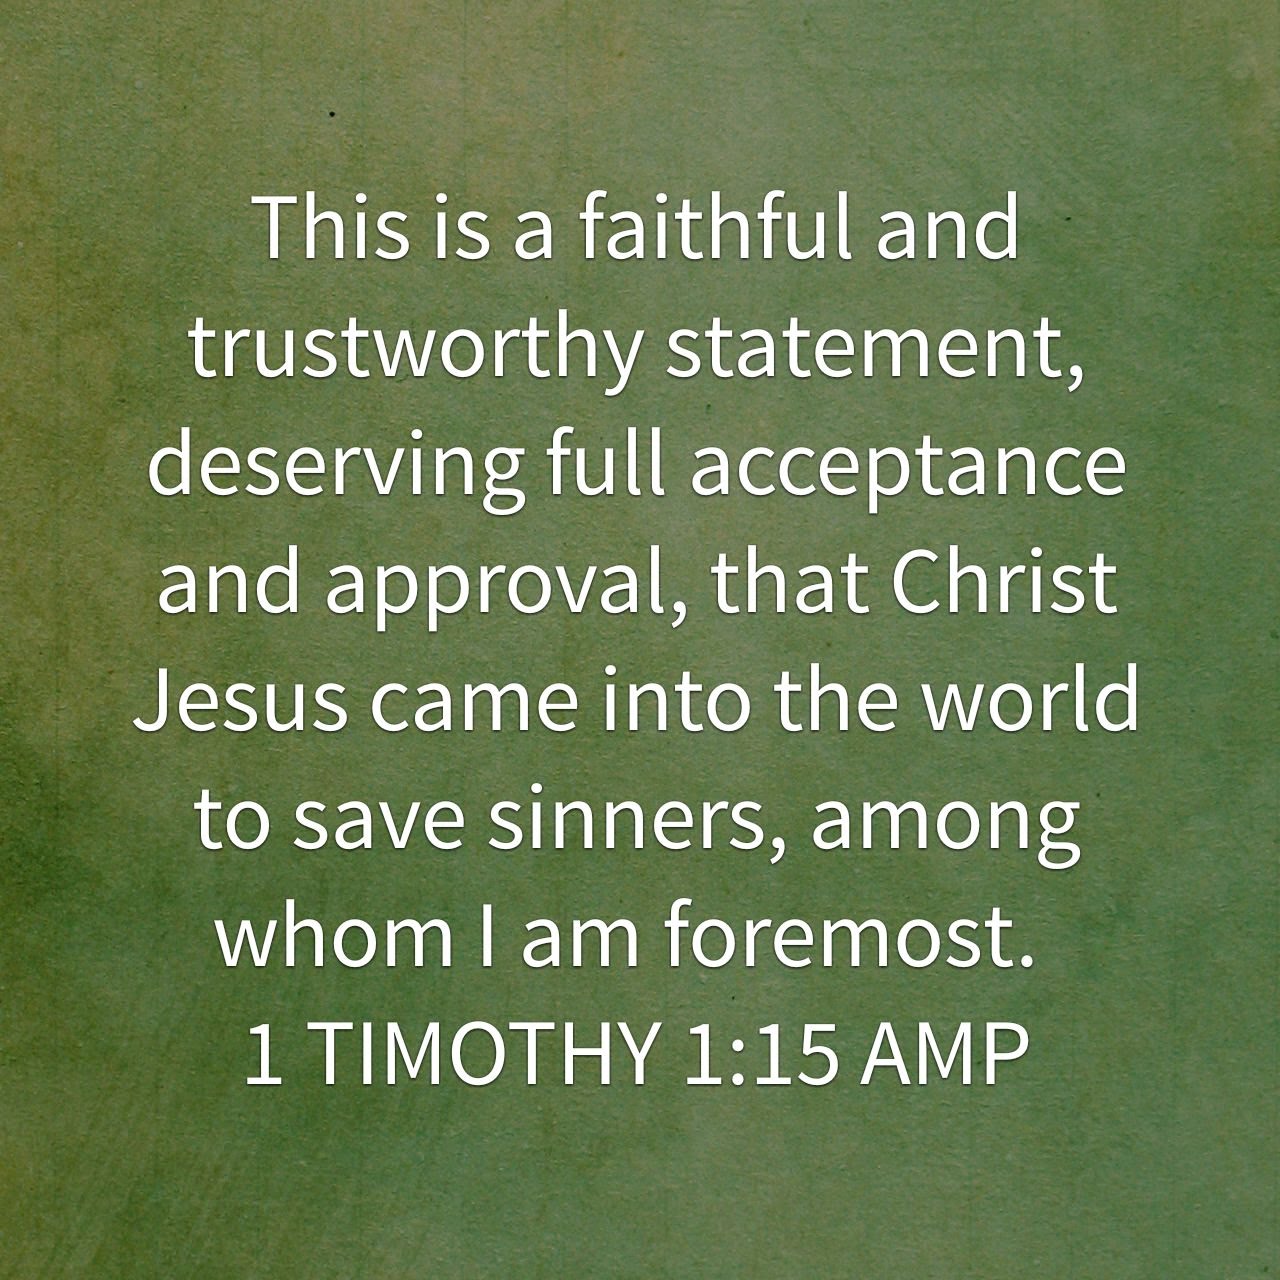 This is a faithful and
trustworthy statement,
deserving full acceptance
and approval, that Christ
Jesus came into the world
to save sinners, among
whom I am foremost.
1 TIMOTHY 1:15 AMP